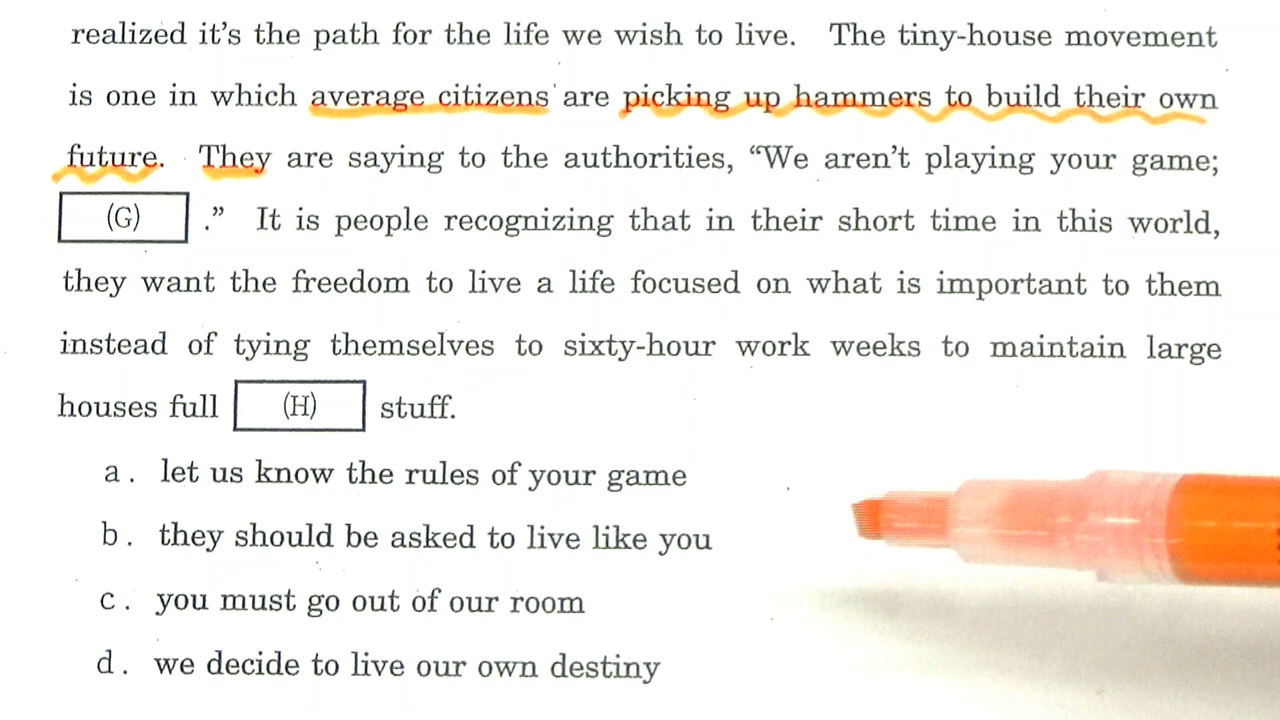 realized it’s the path for the life we wish to live. The tiny-house movement
is one in which average citizens are picking up hammers to build their own
future. They are saying to the authorities, “We aren’t playing your game;
(G) .” It is people recognizing that in their short time in this world,
they want the freedom to live a life focused on what is important to them
instead of tying themselves to sixty-hour work weeks to maintain large
houses full (H) stuff.
a. let us know the rules of your game
b. they should be asked to live like you
c. you must go out of our room
d. we decide to live our own destiny